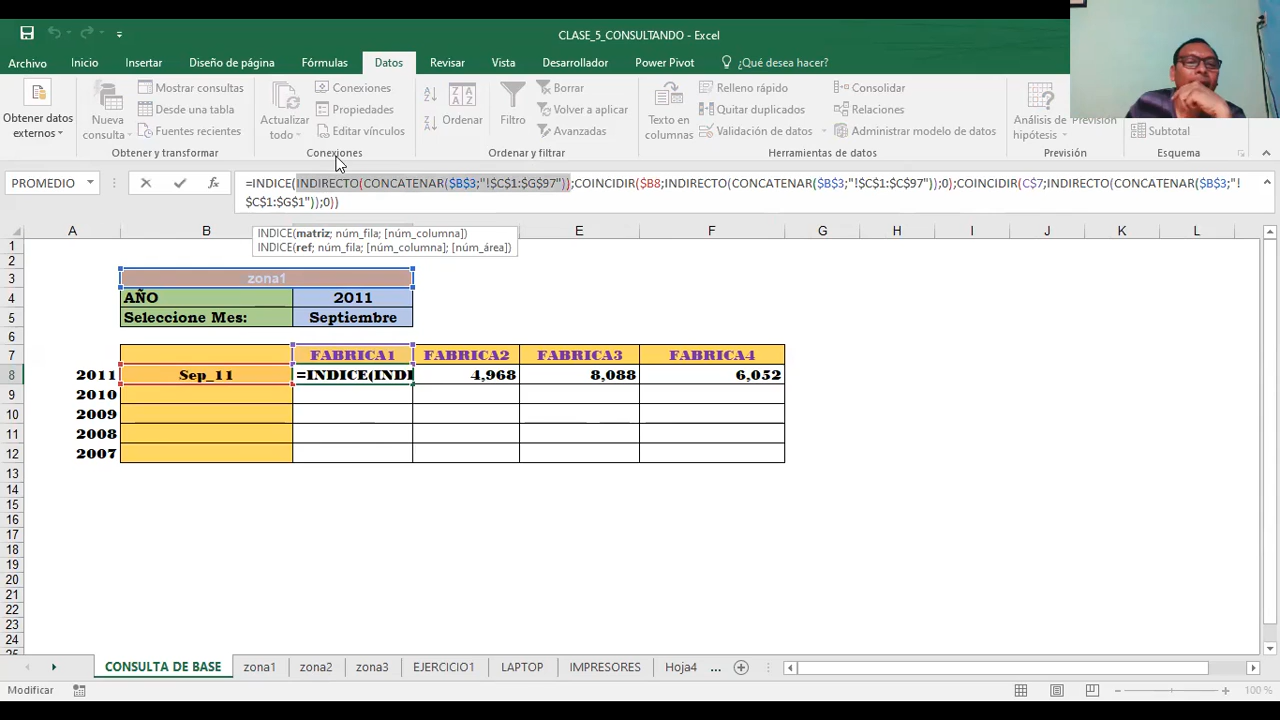 CLASE_5_CONSULTANDO - Excel
Archivo Inicio Insertar Diseño de página Fórmulas Datos Revisar Vista Desarrollador Power Pivot ¿Qué desea hacer?
Obtener datos externos
Obtener y transformar
Nueva consulta
Mostrar consultas
Desde una tabla
Fuentes recientes
Actualizar todo
Conexiones
Propiedades
Editar vínculos
Conexiones
Ordenar
Filtro
Borrar
Volver a aplicar
Avanzadas
Ordenar y filtrar
Texto en columnas
Relleno rápido
Quitar duplicados
Validación de datos
Consolidar
Relaciones
Administrar modelo de datos
Herramientas de datos
Análisis de hipótesis
Previsión
Previsión
Subtotal
Esquema
PROMEDIO
fx
=INDICE(INDIRECTO(CONCATENAR($B$3;"!$C$1:$G$97"));COINCIDIR($B8;INDIRECTO(CONCATENAR($B$3;"!$C$1:$C$97"));0);COINCIDIR(C$7;INDIRECTO(CONCATENAR($B$3;"!
$C$1:$G$1"));0))
INDICE(matriz; núm_fila; [núm_columna])
INDICE(ref; núm_fila; [núm_columna]; [núm_área])
A B E F G H I J K L
1
2
3 zona1
4 AÑO 2011
5 Seleccione Mes: Septiembre
6
7 FABRICA1 FABRICA2 FABRICA3 FABRICA4
8 2011 Sep_11 =INDICE(INDI 4,968 8,088 6,052
9 2010
10 2009
11 2008
12 2007
13
14
15
16
17
18
19
20
21
22
23
24
25
CONSULTA DE BASE zona1 zona2 zona3 EJERCICIO1 LAPTOP IMPRESORES Hoja4 ...
Modificar 100 %